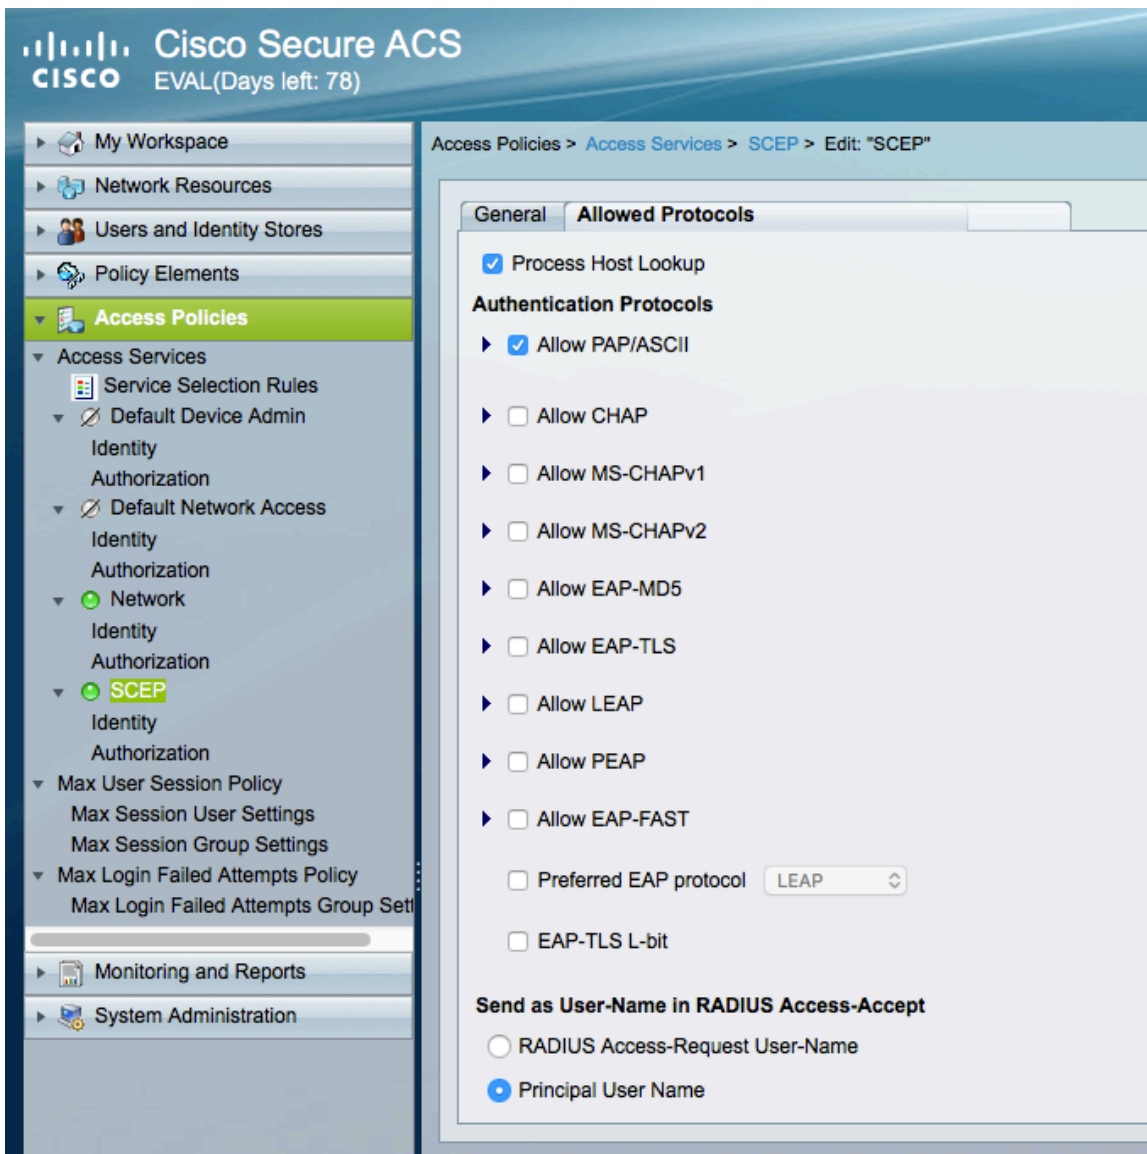 Cisco Secure ACS
CISCO
EVAL(Days left: 78)
My Workspace
Network Resources
Users and Identity Stores
Policy Elements
Access Policies
Access Services
Service Selection Rules
Default Device Admin
Identity
Authorization
Default Network Access
Identity
Authorization
Network
Identity
Authorization
SCEP
Identity
Authorization
Max User Session Policy
Max Session User Settings
Max Session Group Settings
Max Login Failed Attempts Policy
Max Login Failed Attempts Group Sett
Monitoring and Reports
System Administration
Access Policies > Access Services > SCEP > Edit: "SCEP"
General
Allowed Protocols
Process Host Lookup
Authentication Protocols
Allow PAP/ASCII
Allow CHAP
Allow MS-CHAPv1
Allow MS-CHAPv2
Allow EAP-MD5
Allow EAP-TLS
Allow LEAP
Allow PEAP
Allow EAP-FAST
Preferred EAP protocol LEAP
EAP-TLS L-bit
Send as User-Name in RADIUS Access-Accept
RADIUS Access-Request User-Name
Principal User Name